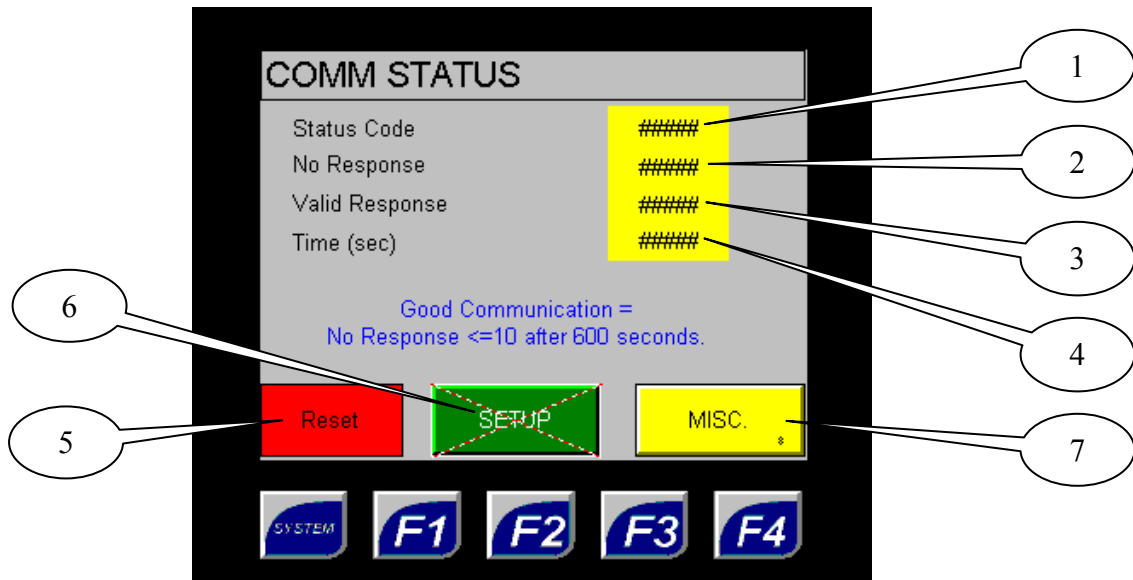 COMM STATUS
1
Status Code #####
No Response #####
2
Valid Response #####
3
Time (sec) #####
6
Good Communication =
No Response <=10 after 600 seconds.
4
Reset SETUP MISC.
5
7
SYSTEM F1 F2 F3 F4